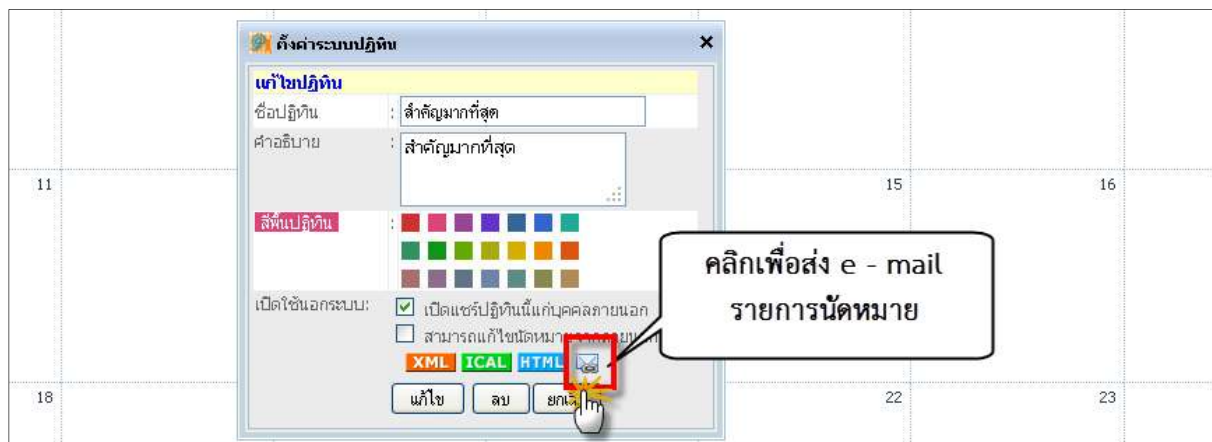 ตั้งค่าระบบปฏิทิน
แก้ไขปฏิทิน
ชื่อปฏิทิน : สำคัญมากที่สุด
คำอธิบาย : สำคัญมากที่สุด
11
15
16
สีพื้นปฏิทิน :
คลิกเพื่อส่ง e - mail
รายการนัดหมาย
เปิดใช้นอกระบบ: เปิดแชร์ปฏิทินนี้แก่บุคคลภายนอก
สามารถแก้ไขนัดหมาย
XML ICAL HTML
แก้ไข ลบ
18
22
23